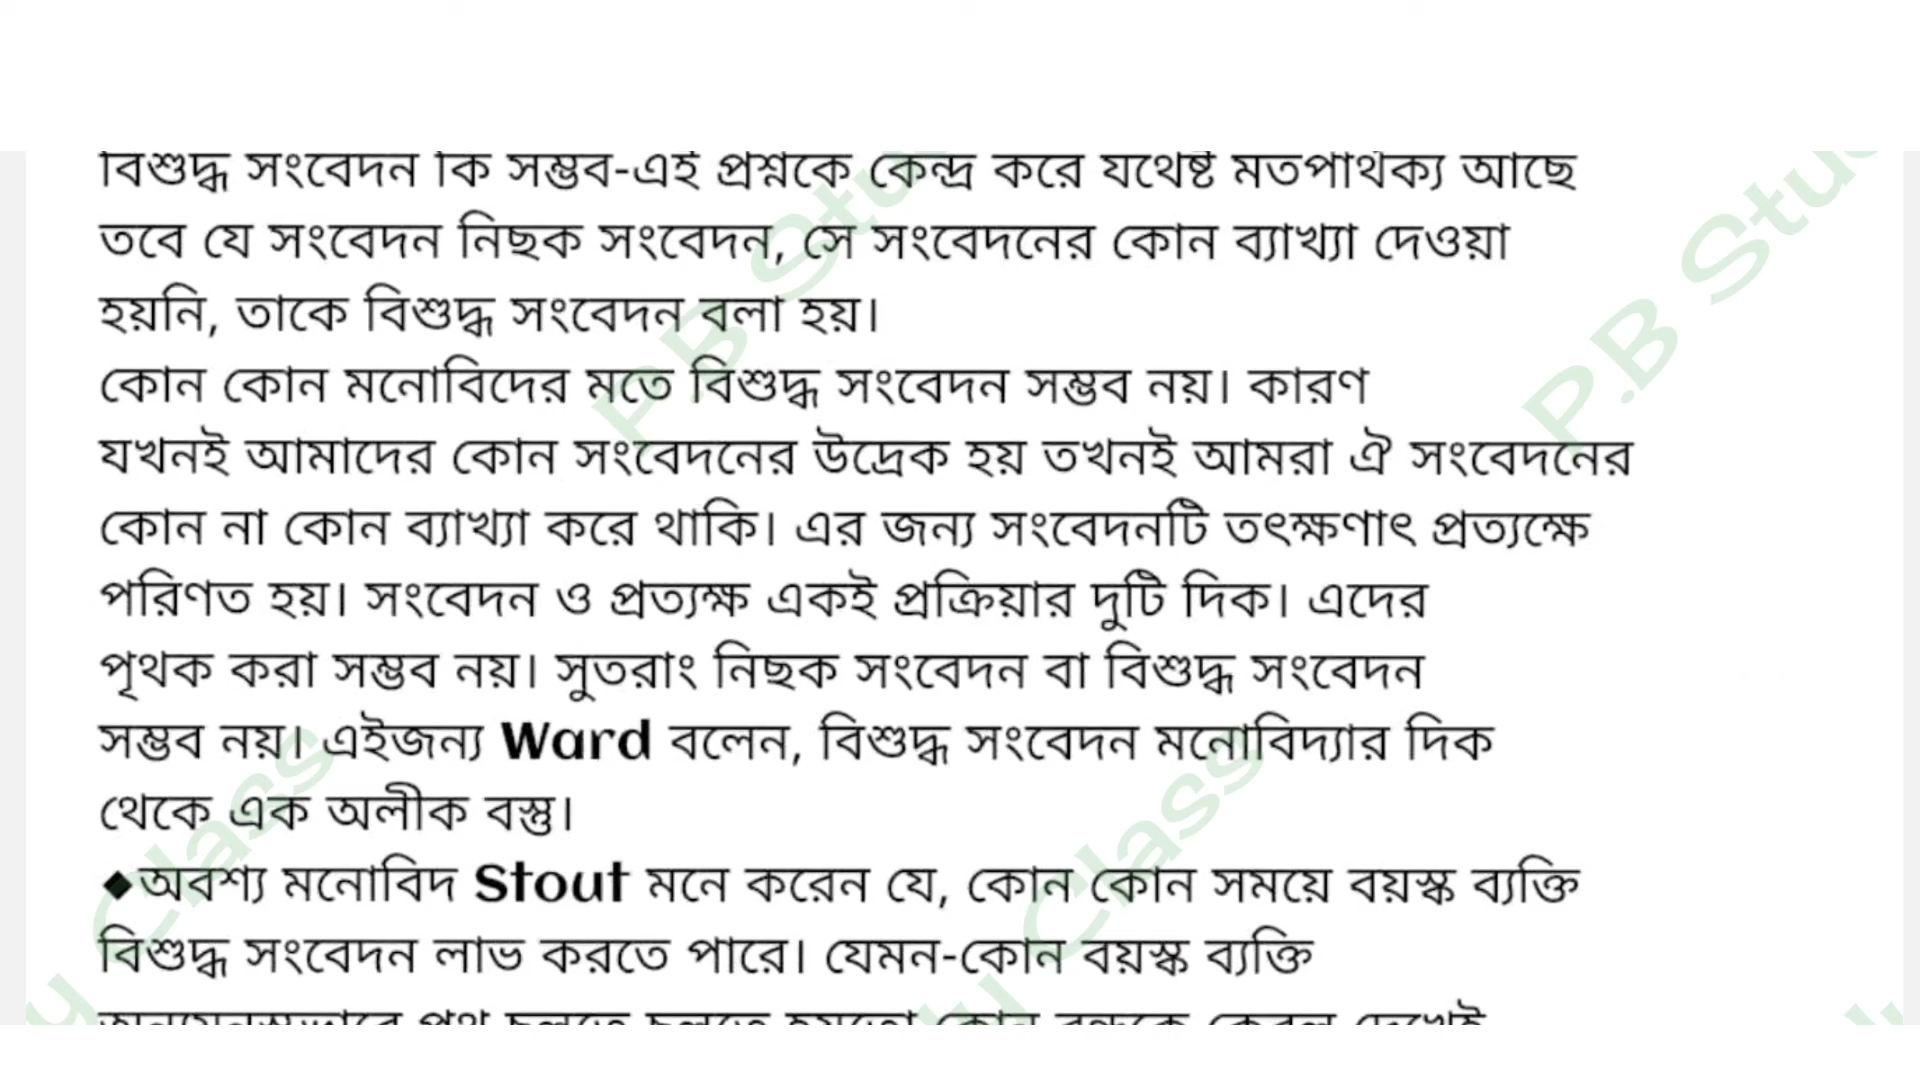 বিশুদ্ধ সংবেদন কি সম্ভব-এই প্রশ্নকে কেন্দ্র করে যথেষ্ট মতপার্থক্য আছে
তবে যে সংবেদন নিছক সংবেদন, সে সংবেদনের কোন ব্যাখ্যা দেওয়া
হয়নি, তাকে বিশুদ্ধ সংবেদন বলা হয়।
কোন কোন মনোবিদের মতে বিশুদ্ধ সংবেদন সম্ভব নয়। কারণ
যখনই আমাদের কোন সংবেদনের উদ্রেক হয় তখনই আমরা ঐ সংবেদনের
কোন না কোন ব্যাখ্যা করে থাকি। এর জন্য সংবেদনটি তৎক্ষণাৎ প্রত্যক্ষে
পরিণত হয়। সংবেদন ও প্রত্যক্ষ একই প্রক্রিয়ার দুটি দিক। এদের
পৃথক করা সম্ভব নয়। সুতরাং নিছক সংবেদন বা বিশুদ্ধ সংবেদন
সম্ভব নয়। এইজন্য Ward বলেন, বিশুদ্ধ সংবেদন মনোবিদ্যার দিক
থেকে এক অলীক বস্তু।
◆অবশ্য মনোবিদ Stout মনে করেন যে, কোন কোন সময়ে বয়স্ক ব্যক্তি
বিশুদ্ধ সংবেদন লাভ করতে পারে। যেমন-কোন বয়স্ক ব্যক্তি
P.B Stu
P.B Stu
Class
Class